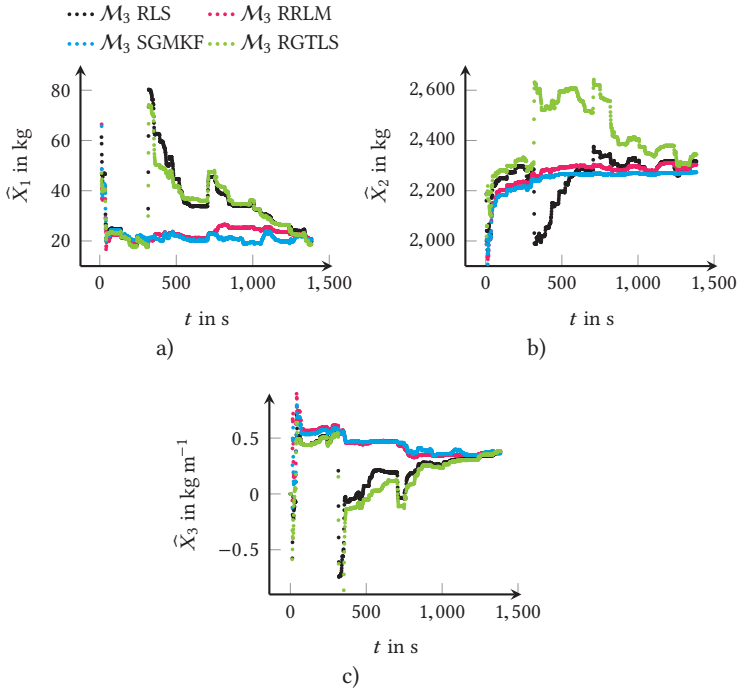 ℳ₃ RLS ℳ₃ RRLM
ℳ₃ SGMKF ℳ₃ RGTLS
80
60
40
20
X̂₁ in kg
0 500 1,000 1,500
t in s
a)
2,600
2,400
2,200
2,000
X̂₂ in kg
0 500 1,000 1,500
t in s
b)
0.5
0
−0.5
X̂₃ in kg m⁻¹
0 500 1,000 1,500
t in s
c)